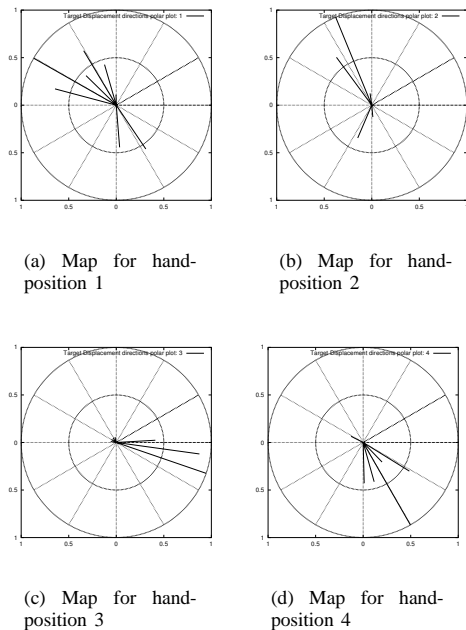 Target Displacement directions polar plot: 1
1
0.5
0
0.5
1
1 0.5 0 0.5 1
Target Displacement directions polar plot: 2
1
0.5
0
0.5
1
1 0.5 0 0.5 1
(a) Map for hand-
position 1
(b) Map for hand-
position 2
Target Displacement directions polar plot: 3
1
0.5
0
0.5
1
1 0.5 0 0.5 1
Target Displacement directions polar plot: 4
1
0.5
0
0.5
1
1 0.5 0 0.5 1
(c) Map for hand-
position 3
(d) Map for hand-
position 4